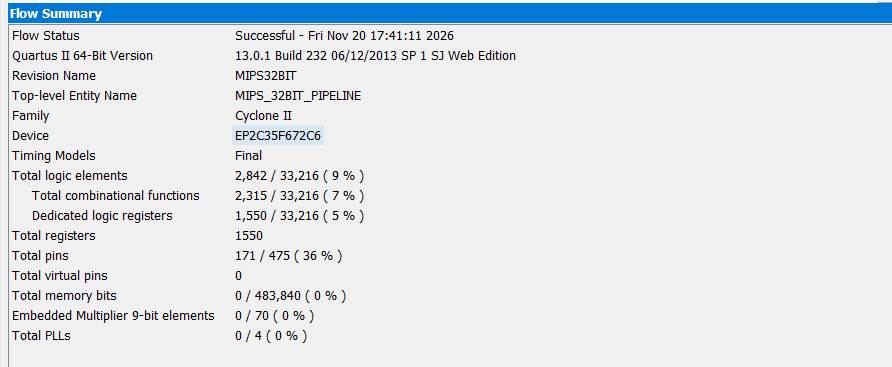 Flow Summary
Flow Status Successful - Fri Nov 20 17:41:11 2026
Quartus II 64-Bit Version 13.0.1 Build 232 06/12/2013 SP 1 SJ Web Edition
Revision Name MIPS32BIT
Top-level Entity Name MIPS_32BIT_PIPELINE
Family Cyclone II
Device EP2C35F672C6
Timing Models Final
Total logic elements 2,842 / 33,216 ( 9 % )
Total combinational functions 2,315 / 33,216 ( 7 % )
Dedicated logic registers 1,550 / 33,216 ( 5 % )
Total registers 1550
Total pins 171 / 475 ( 36 % )
Total virtual pins 0
Total memory bits 0 / 483,840 ( 0 % )
Embedded Multiplier 9-bit elements 0 / 70 ( 0 % )
Total PLLs 0 / 4 ( 0 % )